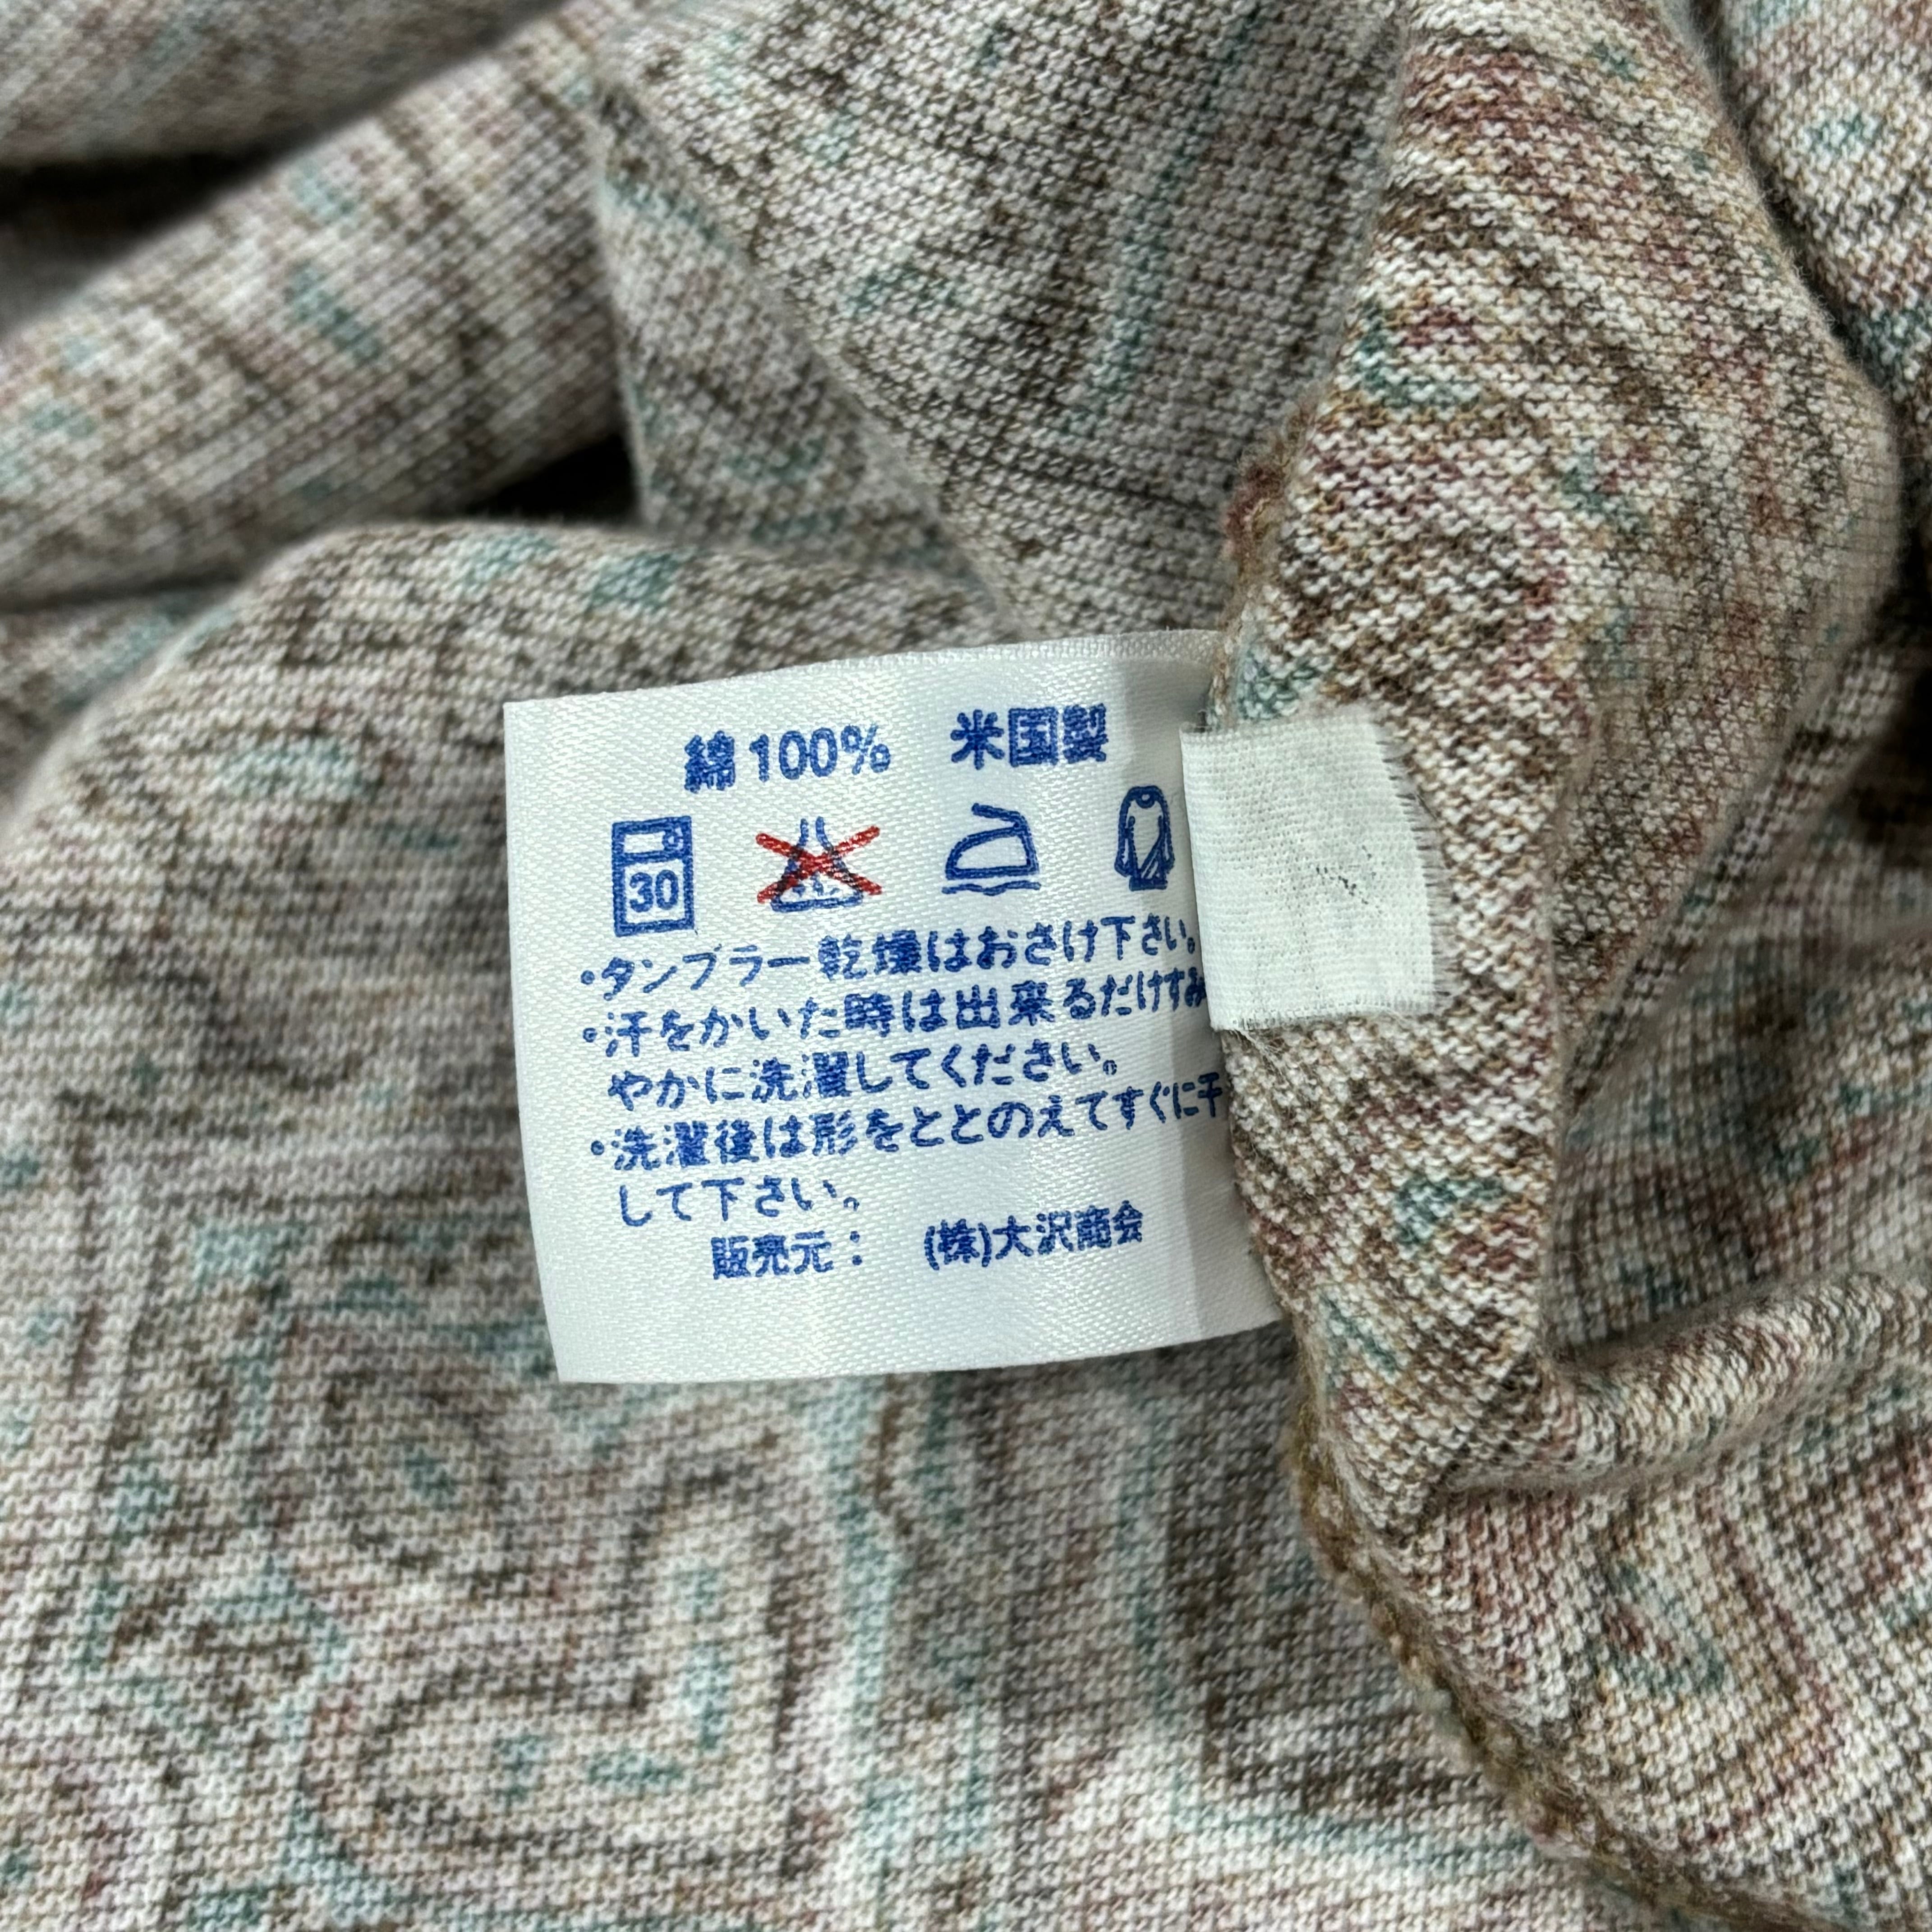 綿100% 米国製
30
・タンブラー乾燥はおさけ下さい。
・汗をかいた時は出来るだけすみ
やかに洗濯してください。
・洗濯後は形をととのえてすぐに干
して下さい。
販売元: (株)大沢商会